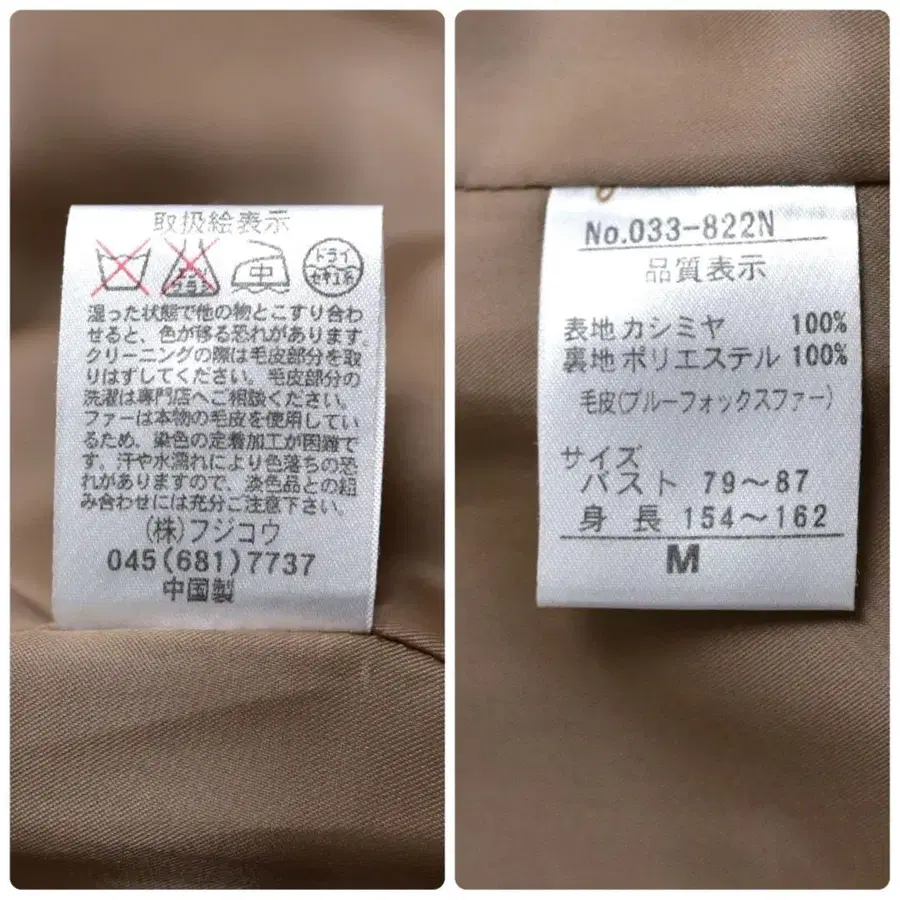 取扱絵表示
エンソ
サラシ
中
ドライ
セキユ系
湿った状態で他の物とこすり合わ
せると、色が移る恐れがあります。
クリーニングの際は毛皮部分を取
りはずしてください。毛皮部分の
洗濯は専門店へご相談ください。
ファーは本物の毛皮を使用してい
るため、染色の定着加工が困難で
す。汗や水濡れにより色落ちの恐
れがありますので、淡色品との組
み合わせには充分ご注意下さい。
(株)フジコウ
045(681)7737
中国製
No.033-822N
品質表示
表地 カシミヤ 100%
裏地 ポリエステル 100%
毛皮(ブルーフォックスファー)
サイズ
バスト 79～87
身長 154～162
M